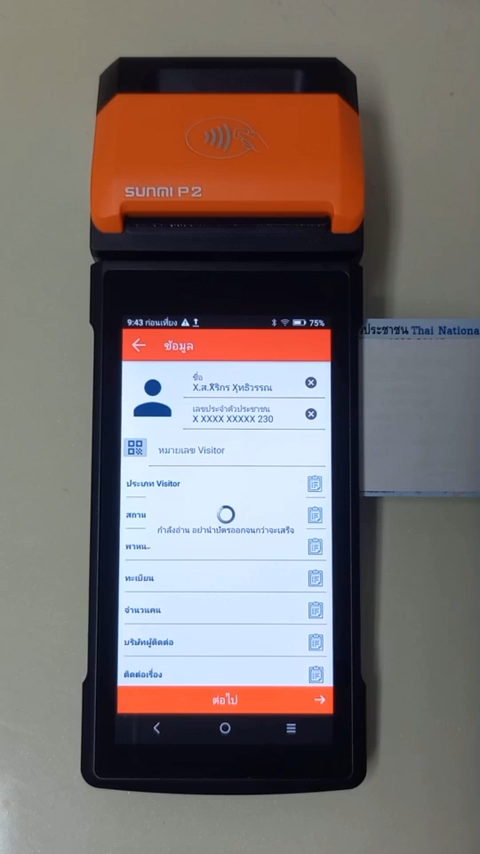 SUNMI P2
9:43 ก่อนเที่ยง
75%
ข้อมูล
ชื่อ
X.ส.Xิริกร Xุทธิวรรณ
เลขประจำตัวประชาชน
X XXXX XXXXX 230
หมายเลข Visitor
ประเภท Visitor
สถาน
กำลังอ่าน อย่านำบัตรออกจนกว่าจะเสร็จ
พาหน
ทะเบียน
จำนวนคน
บริษัทผู้ติดต่อ
ติดต่อเรื่อง
ต่อไป
ประชาชน Thai Nationa